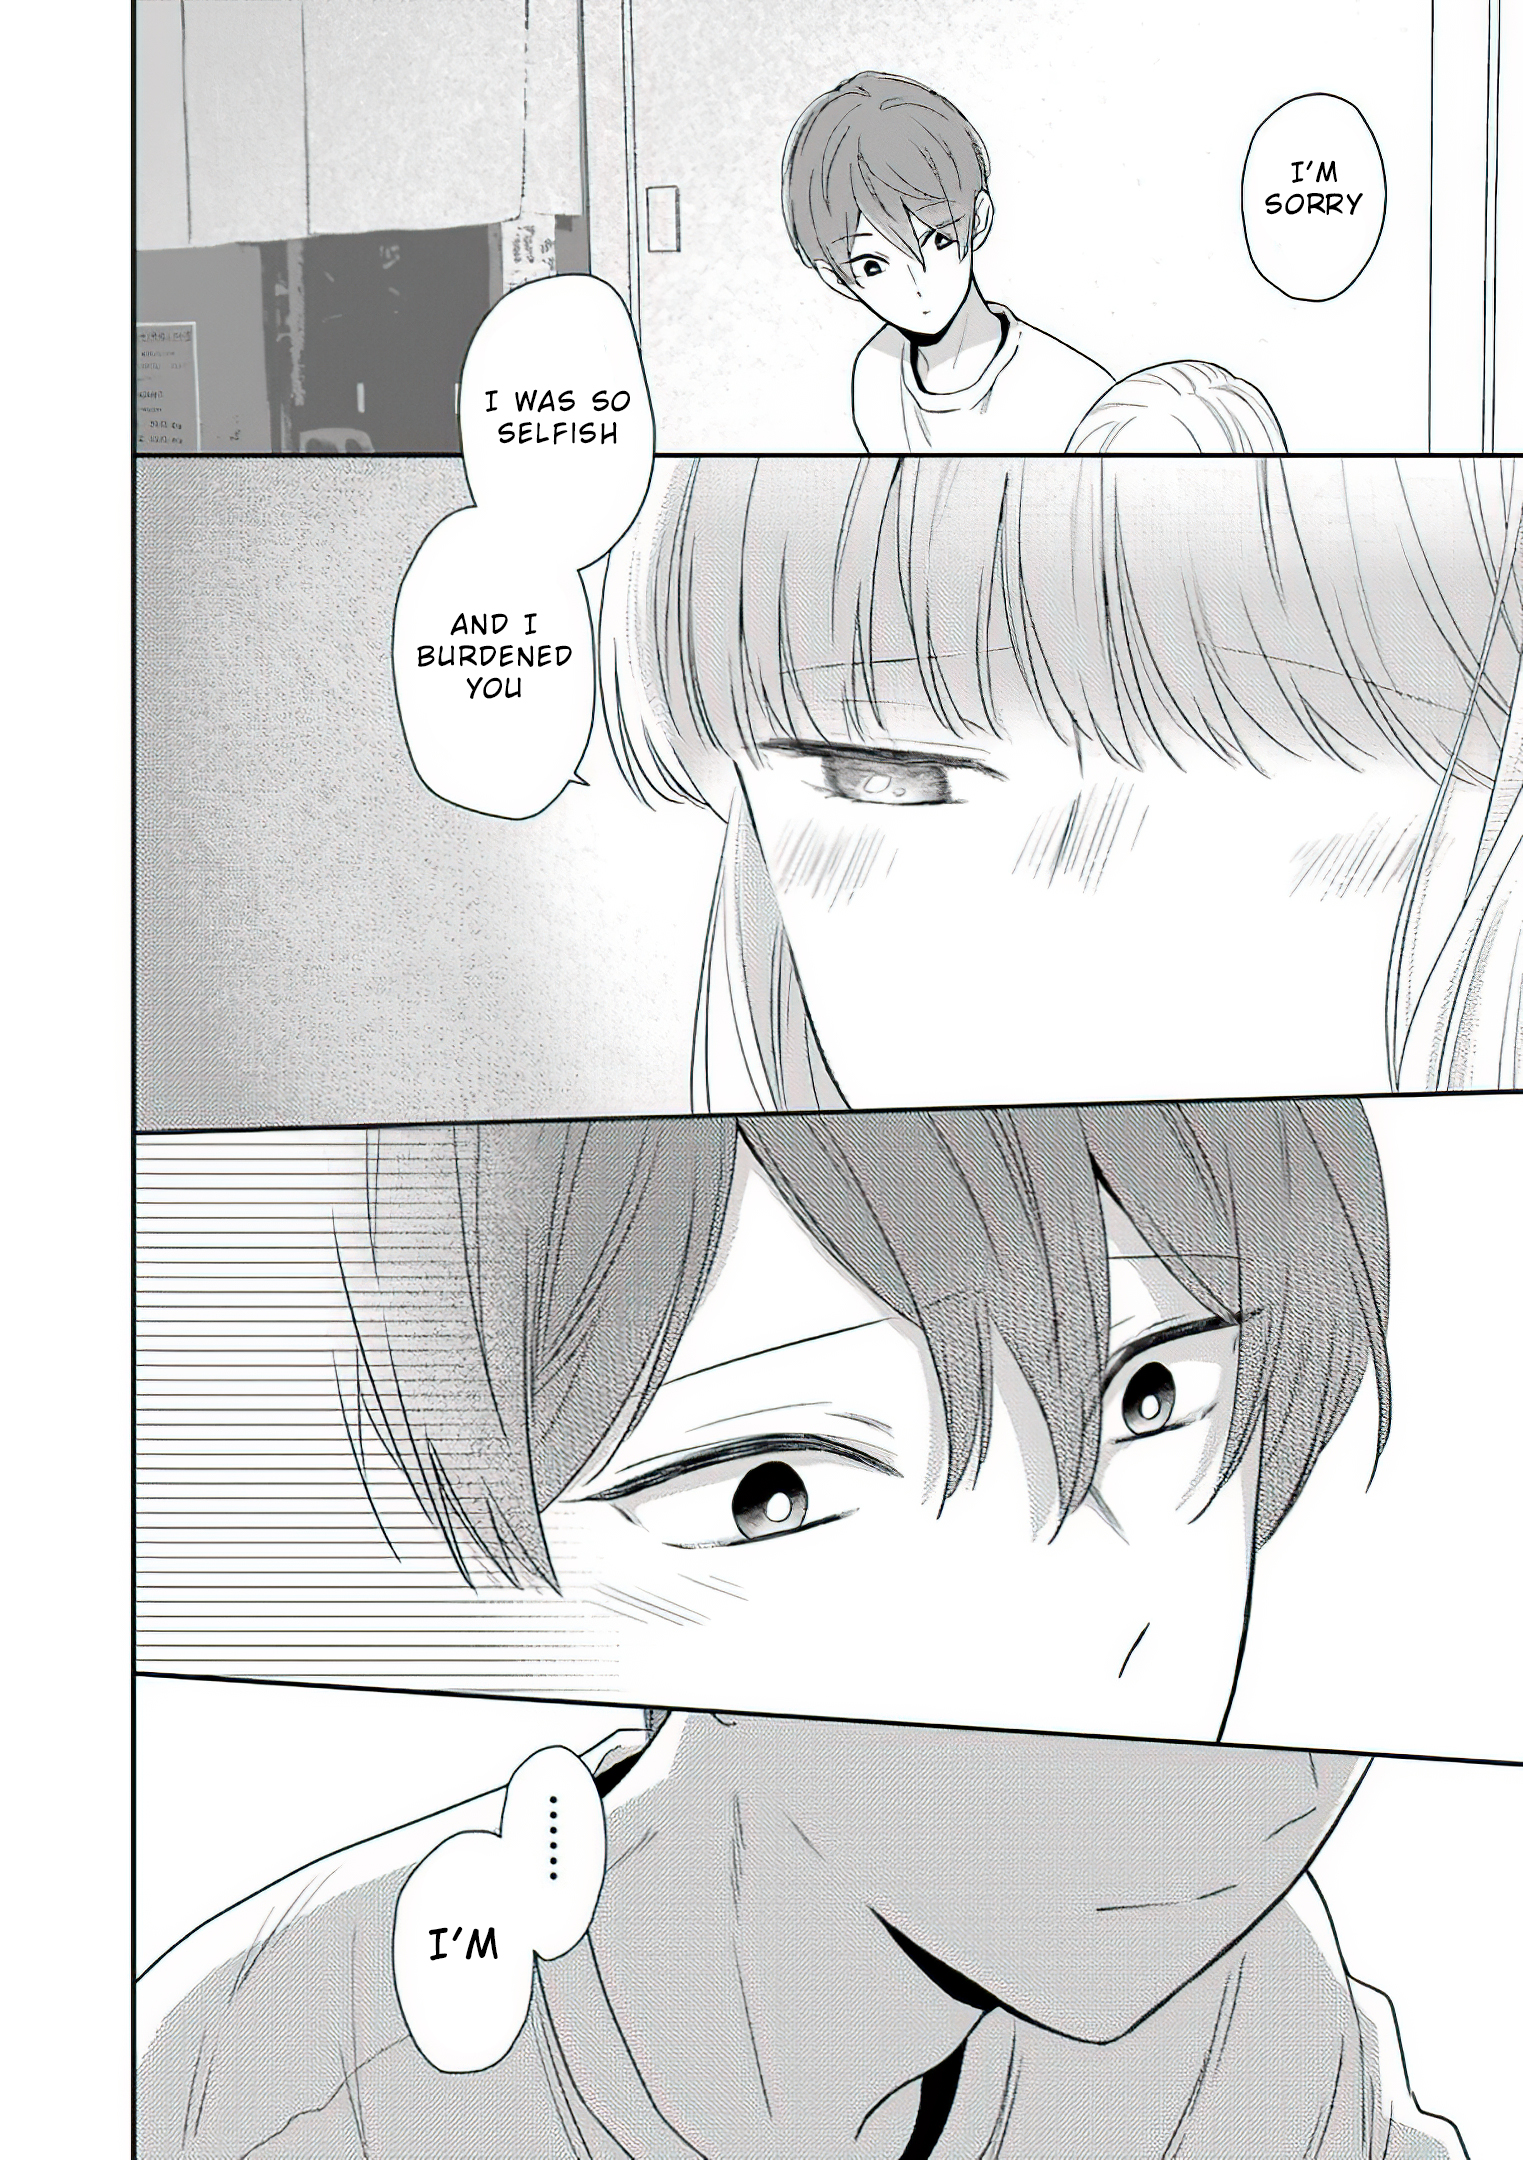 I'M
SORRY
I WAS SO
SELFISH
AND I
BURDENED
YOU
.......
I'M